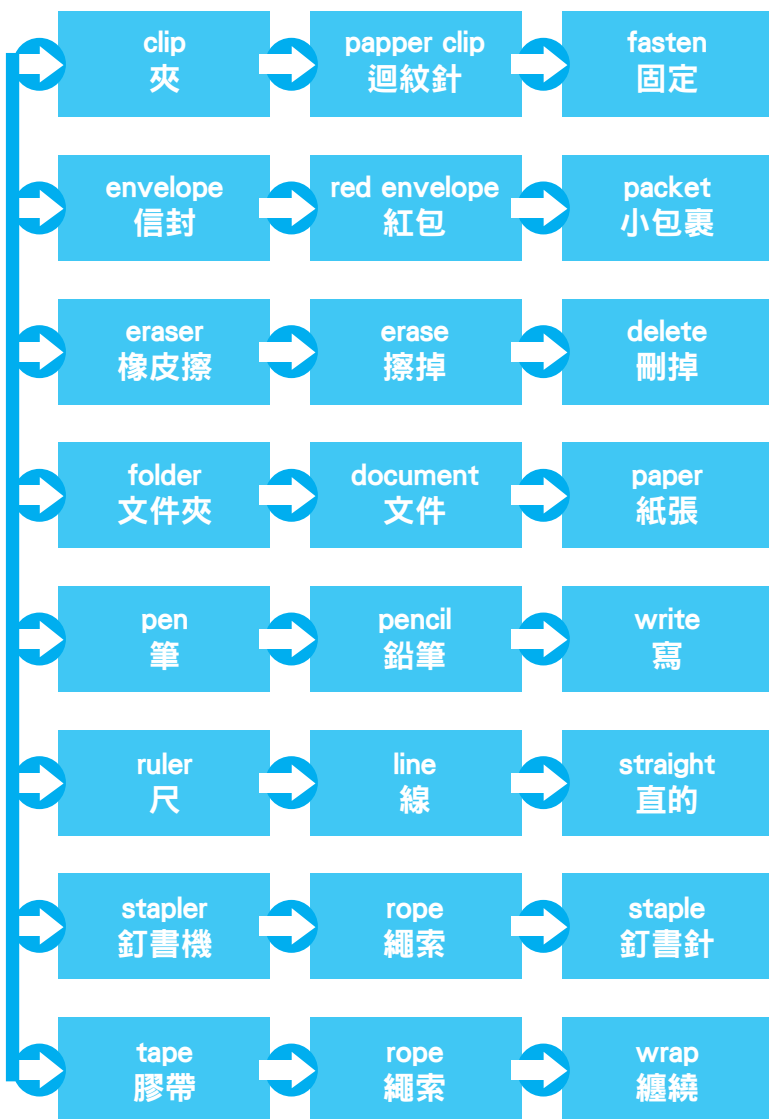 clip
夾
papper clip
迴紋針
fasten
固定
envelope
信封
red envelope
紅包
packet
小包裹
eraser
橡皮擦
erase
擦掉
delete
刪掉
folder
文件夾
document
文件
paper
紙張
pen
筆
pencil
鉛筆
write
寫
ruler
尺
line
線
straight
直的
stapler
釘書機
rope
繩索
staple
釘書針
tape
膠帶
rope
繩索
wrap
纏繞